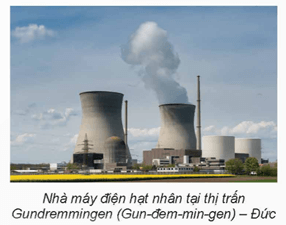 Nhà máy điện hạt nhân tại thị trấn
Gundremmingen (Gun-đem-min-gen) – Đức